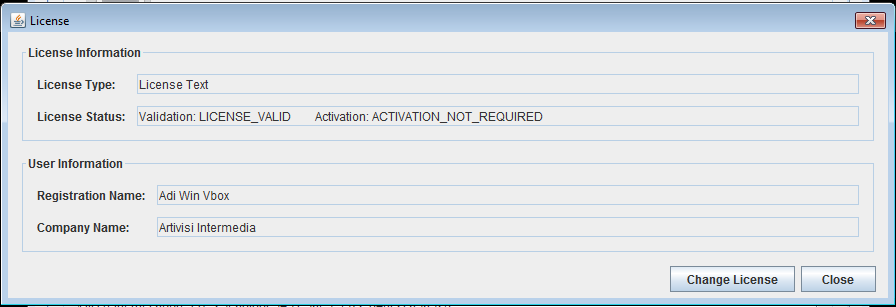 License
License Information
License Type: License Text
License Status: Validation: LICENSE_VALID Activation: ACTIVATION_NOT_REQUIRED
User Information
Registration Name: Adi Win Vbox
Company Name: Artivisi Intermedia
Change License Close